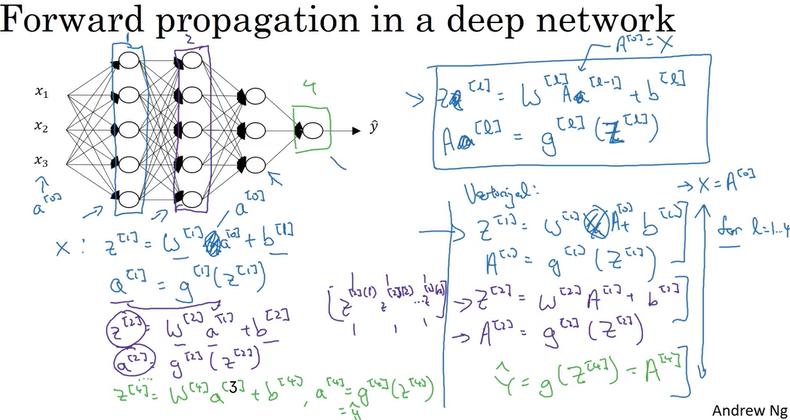 Forward propagation in a deep network
1
2
4
x₁
x₂
x₃
ŷ
a^[0]
a^[0]
A^[0] = X
Z^[l] = W^[l] A^[l-1] + b^[l]
A^[l] = g^[l] (Z^[l])
x : z^[1] = W^[1] a^[0] + b^[1]
a^[1] = g^[1] (z^[1])
z^[2] = W^[2] a^[1] + b^[2]
a^[2] = g^[2] (z^[2])
...
z^[4] = W^[4] a^[3] + b^[4], a^[4] = g^[4] (z^[4])
= ŷ
Vectorized:
X = A^[0]
Z^[1] = W^[1] A^[0] + b^[1]
A^[1] = g^[1] (Z^[1])
Z^[2] = W^[2] A^[1] + b^[2]
A^[2] = g^[2] (Z^[2])
Ŷ = g(Z^[4]) = A^[4]
for l=1..4
Andrew Ng